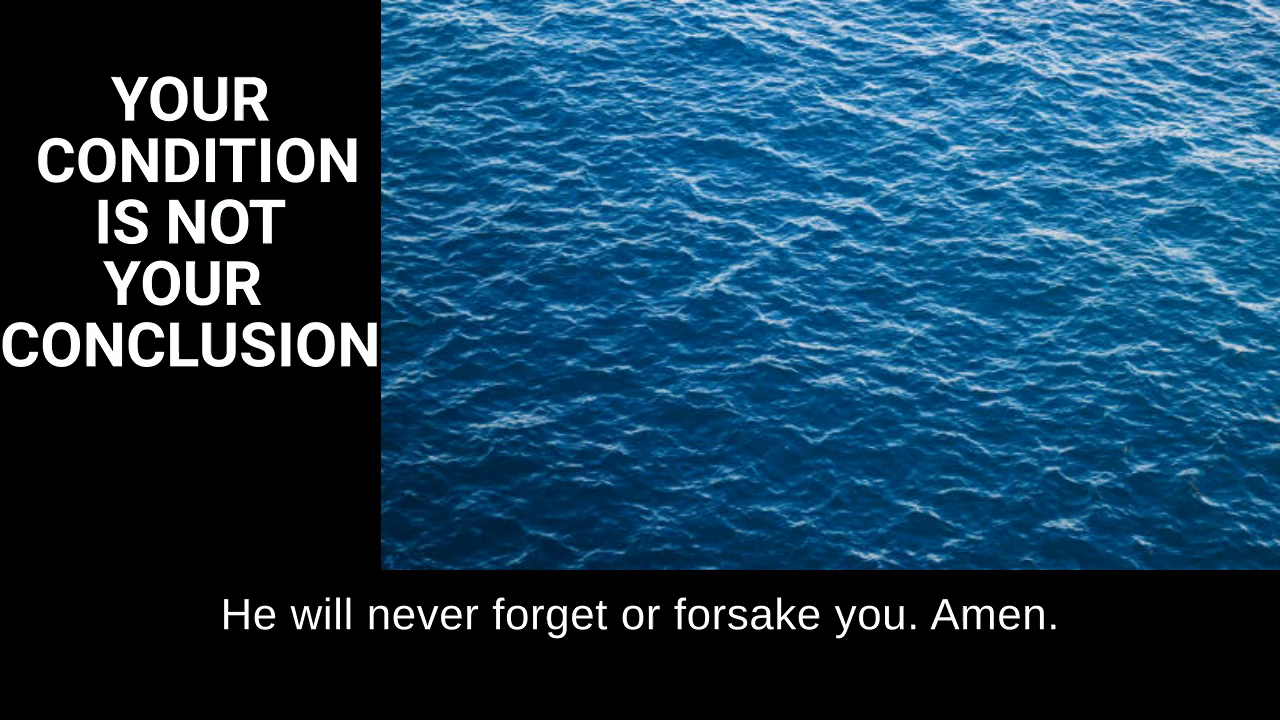 YOUR
CONDITION
IS NOT
YOUR
CONCLUSION
He will never forget or forsake you. Amen.